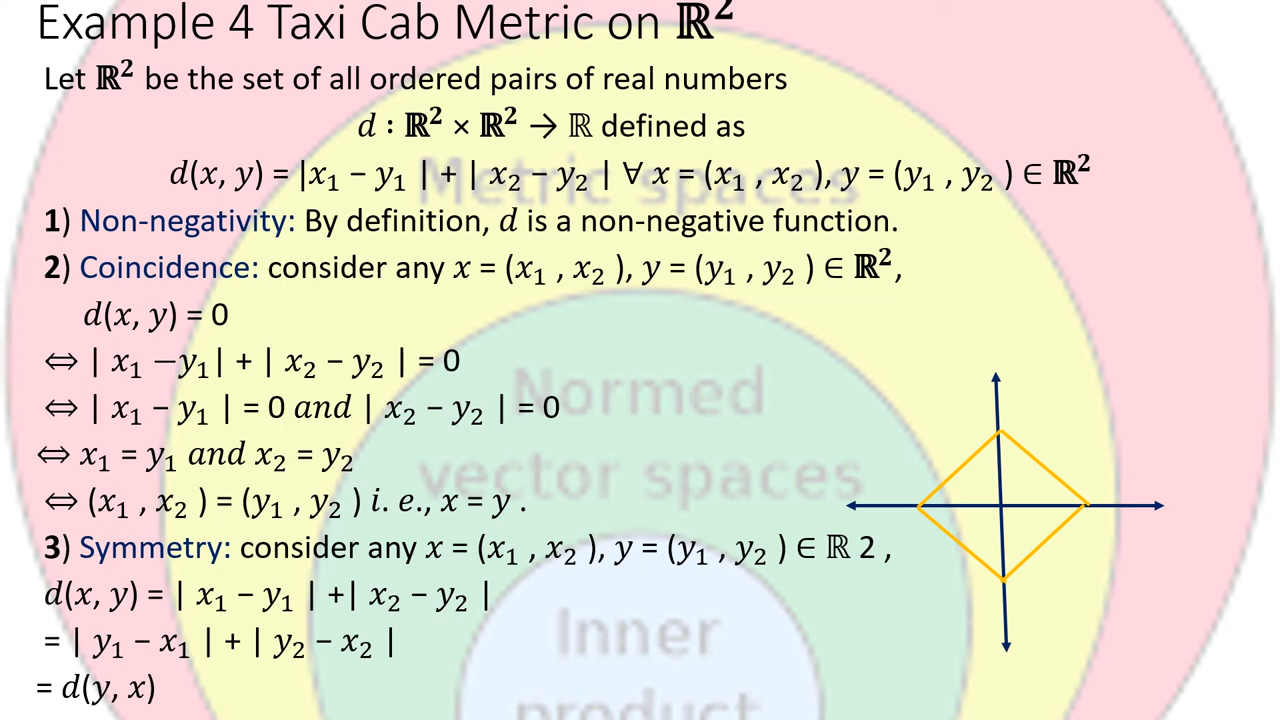 Example 4 Taxi Cab Metric on ℝ²
Let ℝ² be the set of all ordered pairs of real numbers
d : ℝ² × ℝ² → ℝ defined as
d(x, y) = |x₁ − y₁ | + | x₂ − y₂ | ∀ x = (x₁ , x₂ ), y = (y₁ , y₂ ) ∈ ℝ²
Metric spaces
1) Non-negativity: By definition, d is a non-negative function.
2) Coincidence: consider any x = (x₁ , x₂ ), y = (y₁ , y₂ ) ∈ ℝ²,
d(x, y) = 0
⇔ | x₁ −y₁| + | x₂ − y₂ | = 0
Normed
⇔ | x₁ − y₁ | = 0 and | x₂ − y₂ | = 0
⇔ x₁ = y₁ and x₂ = y₂
vector spaces
⇔ (x₁ , x₂ ) = (y₁ , y₂ ) i. e., x = y .
3) Symmetry: consider any x = (x₁ , x₂ ), y = (y₁ , y₂ ) ∈ ℝ 2 ,
d(x, y) = | x₁ − y₁ | +| x₂ − y₂ |
Inner
= | y₁ − x₁ | + | y₂ − x₂ |
= d(y, x)
product